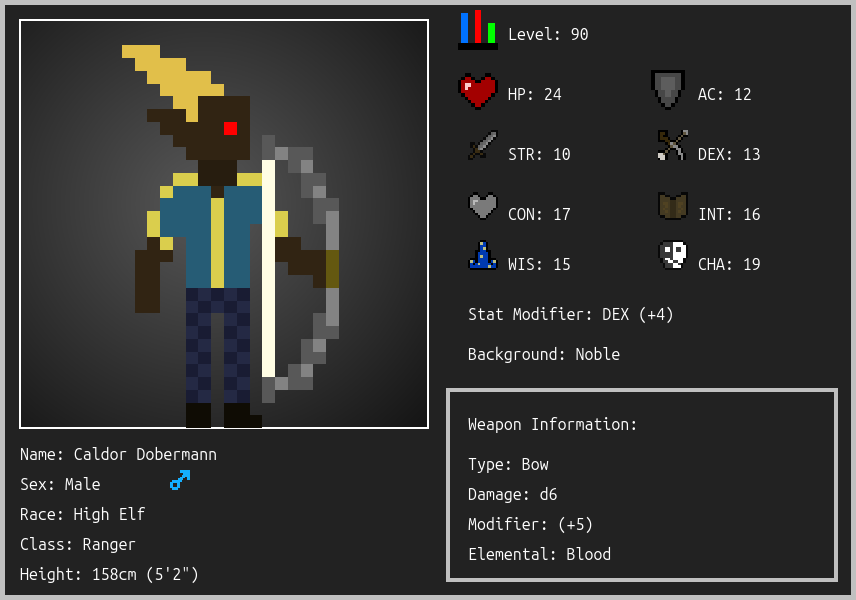 Level: 90
HP: 24
AC: 12
STR: 10
DEX: 13
CON: 17
INT: 16
WIS: 15
CHA: 19
Stat Modifier: DEX (+4)
Background: Noble
Weapon Information:
Type: Bow
Damage: d6
Modifier: (+5)
Elemental: Blood
Name: Caldor Dobermann
Sex: Male
Race: High Elf
Class: Ranger
Height: 158cm (5'2")